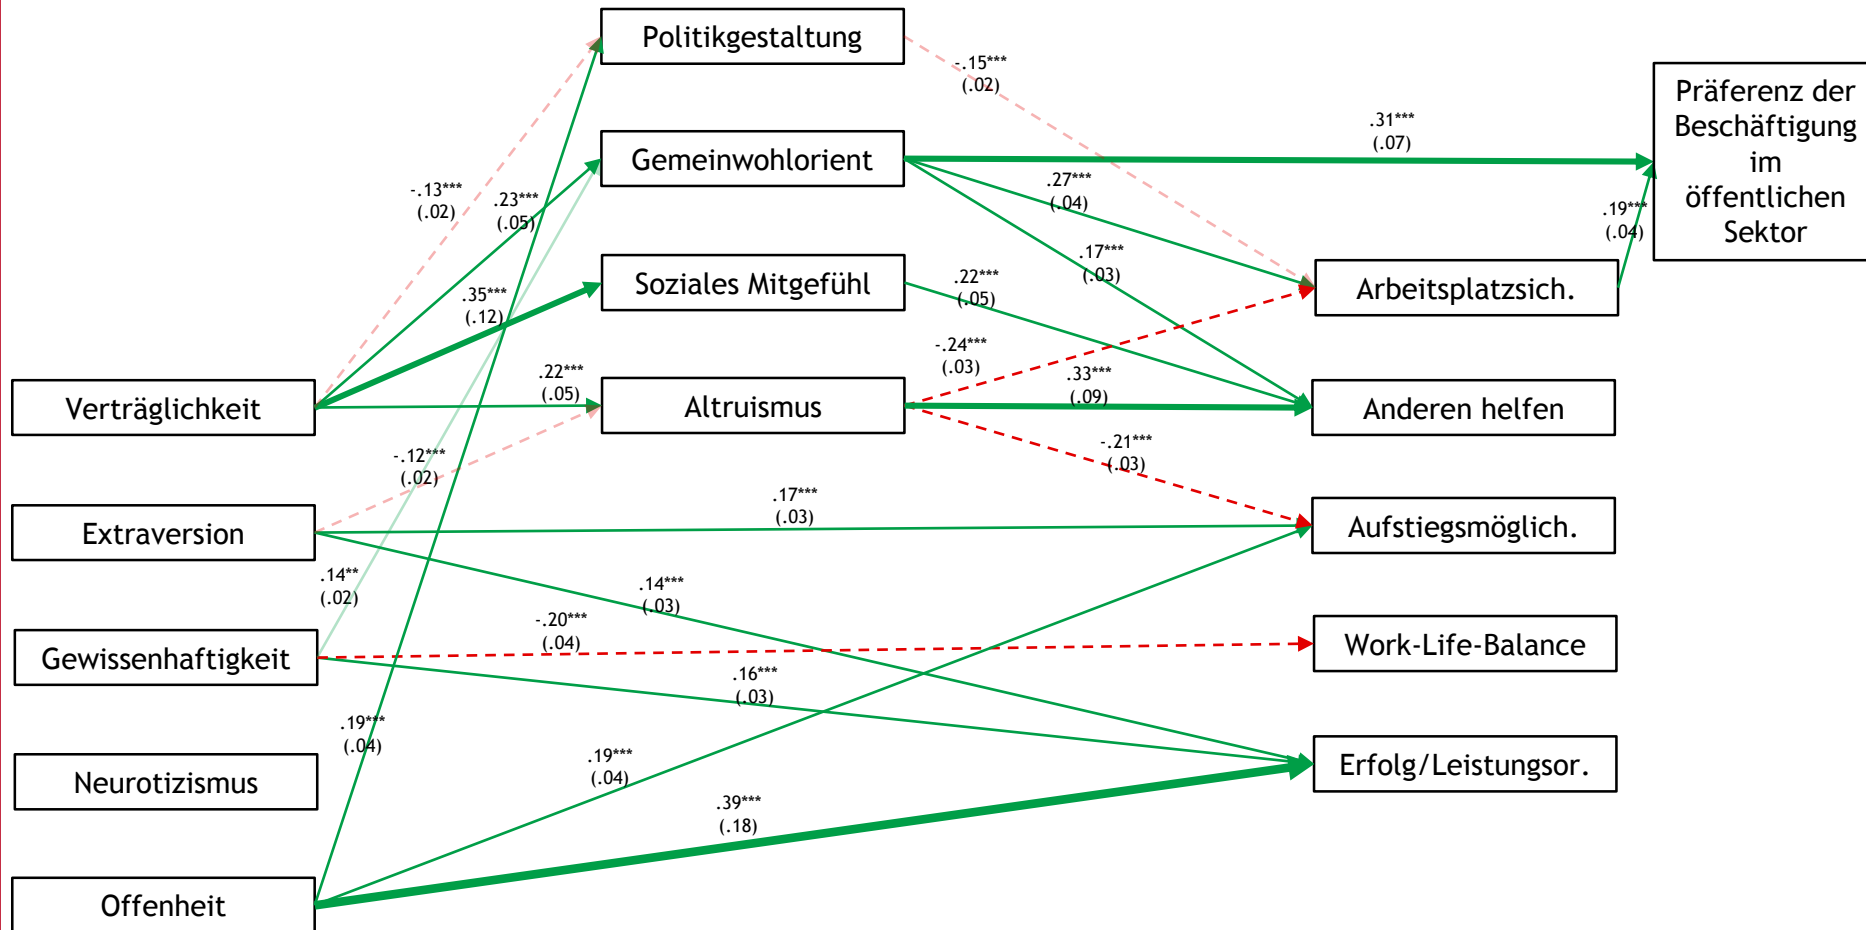 Politikgestaltung
-.15***
(.02)
Präferenz der
Beschäftigung
im
öffentlichen
Sektor
.31***
(.07)
Gemeinwohlorient
-.13***
(.02)
.23***
(.05)
.27***
(.04)
.19***
(.04)
.17***
(.03)
Soziales Mitgefühl
.22***
(.05)
Arbeitsplatzsich.
.35***
(.12)
-.24***
(.03)
.22***
(.05)
.33***
(.09)
Verträglichkeit
Altruismus
Anderen helfen
-.12***
(.02)
-.21***
(.03)
.17***
(.03)
Extraversion
Aufstiegsmöglich.
.14**
(.02)
.14***
(.03)
-.20***
(.04)
Gewissenhaftigkeit
Work-Life-Balance
.16***
(.03)
.19***
(.04)
.19***
(.04)
Neurotizismus
Erfolg/Leistungsor.
.39***
(.18)
Offenheit